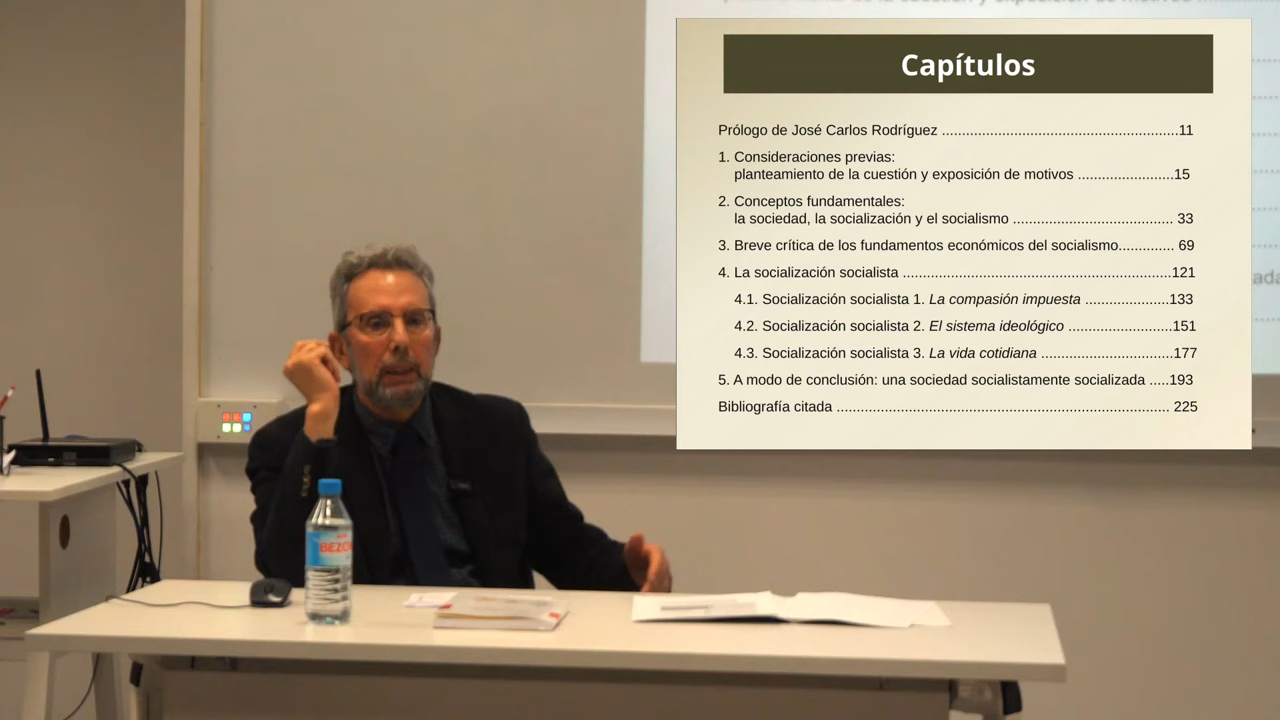 Capítulos
Prólogo de José Carlos Rodríguez ...........................................................11
1. Consideraciones previas:
planteamiento de la cuestión y exposición de motivos ........................15
2. Conceptos fundamentales:
la sociedad, la socialización y el socialismo ........................................ 33
3. Breve crítica de los fundamentos económicos del socialismo.............. 69
4. La socialización socialista ...................................................................121
4.1. Socialización socialista 1. La compasión impuesta .....................133
4.2. Socialización socialista 2. El sistema ideológico ..........................151
4.3. Socialización socialista 3. La vida cotidiana .................................177
5. A modo de conclusión: una sociedad socialistamente socializada .....193
Bibliografía citada ................................................................................... 225